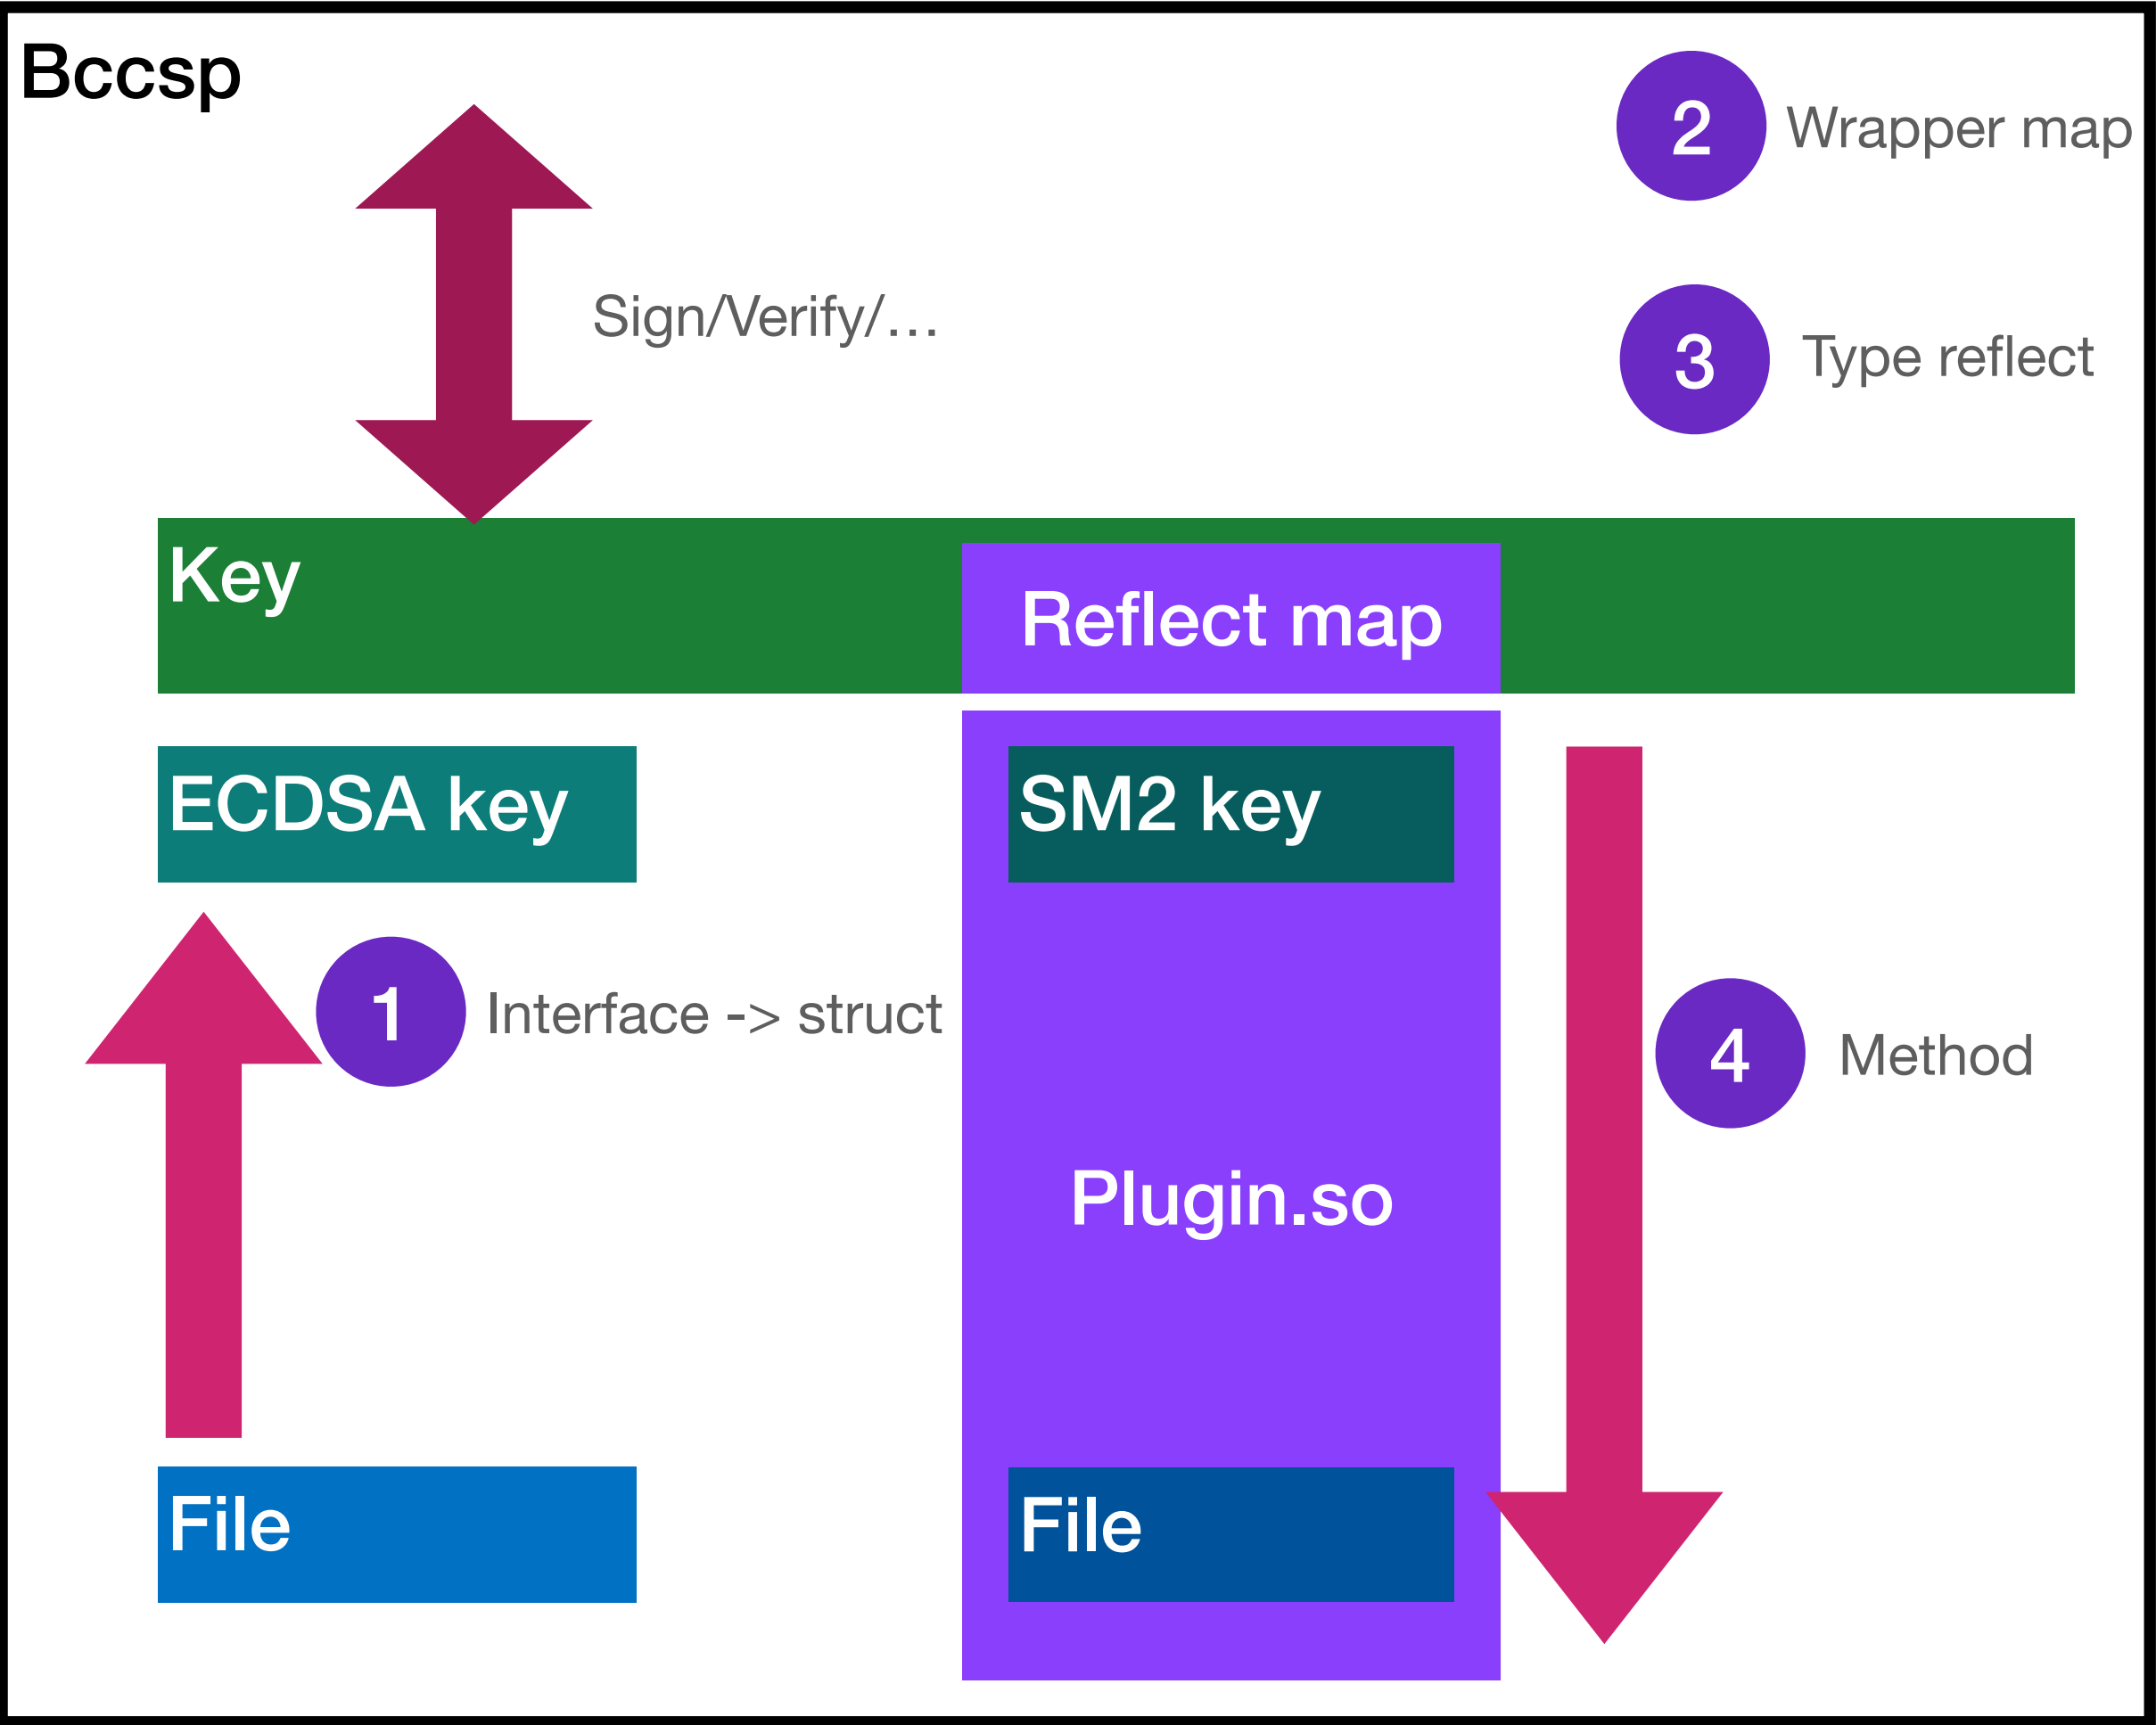 Bccsp
2 Wrapper map
Sign/Verify/...
3 Type reflect
Key
Reflect map
ECDSA key
SM2 key
1 Interface -> struct
4 Method
Plugin.so
File
File